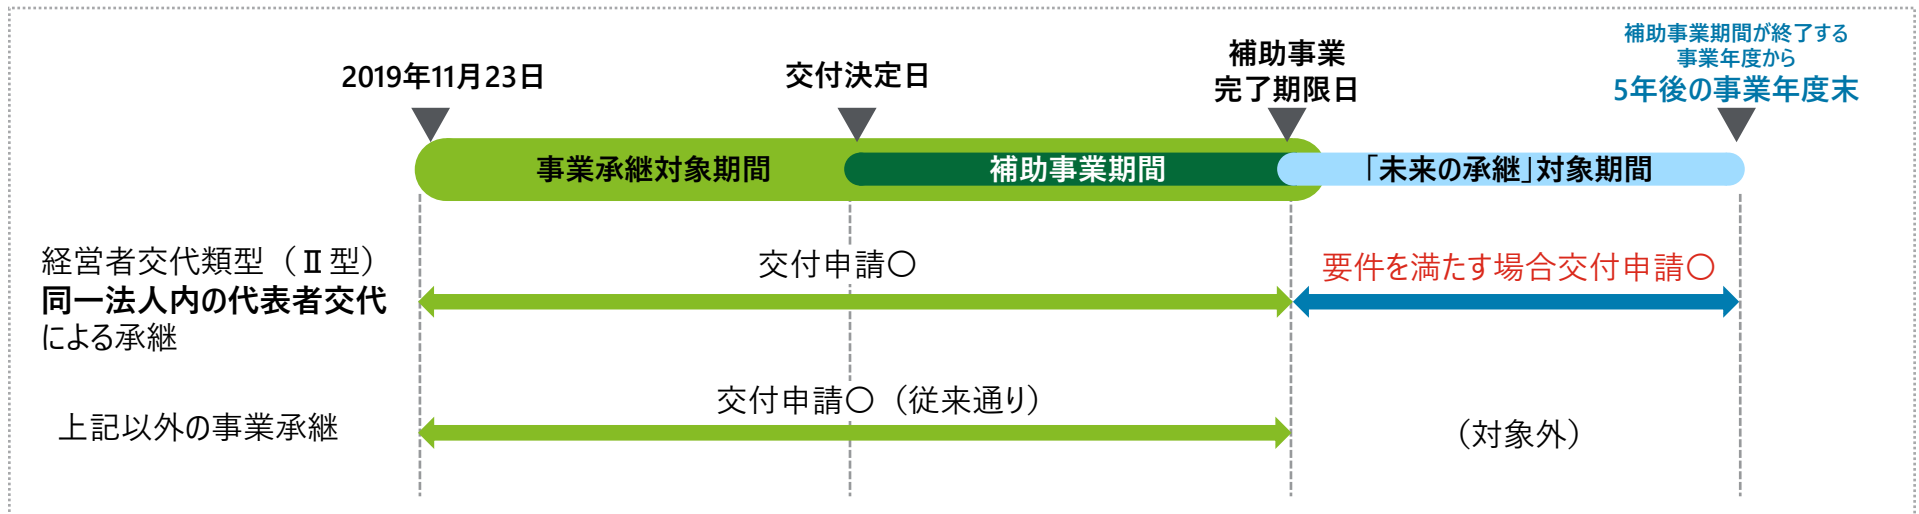 2019年11月23日
交付決定日
補助事業
完了期限日
補助事業期間が終了する
事業年度から
5年後の事業年度末
事業承継対象期間
補助事業期間
「未来の承継」対象期間
経営者交代類型（Ⅱ型）
同一法人内の代表者交代
による承継
交付申請〇
要件を満たす場合交付申請〇
上記以外の事業承継
交付申請〇（従来通り）
（対象外）